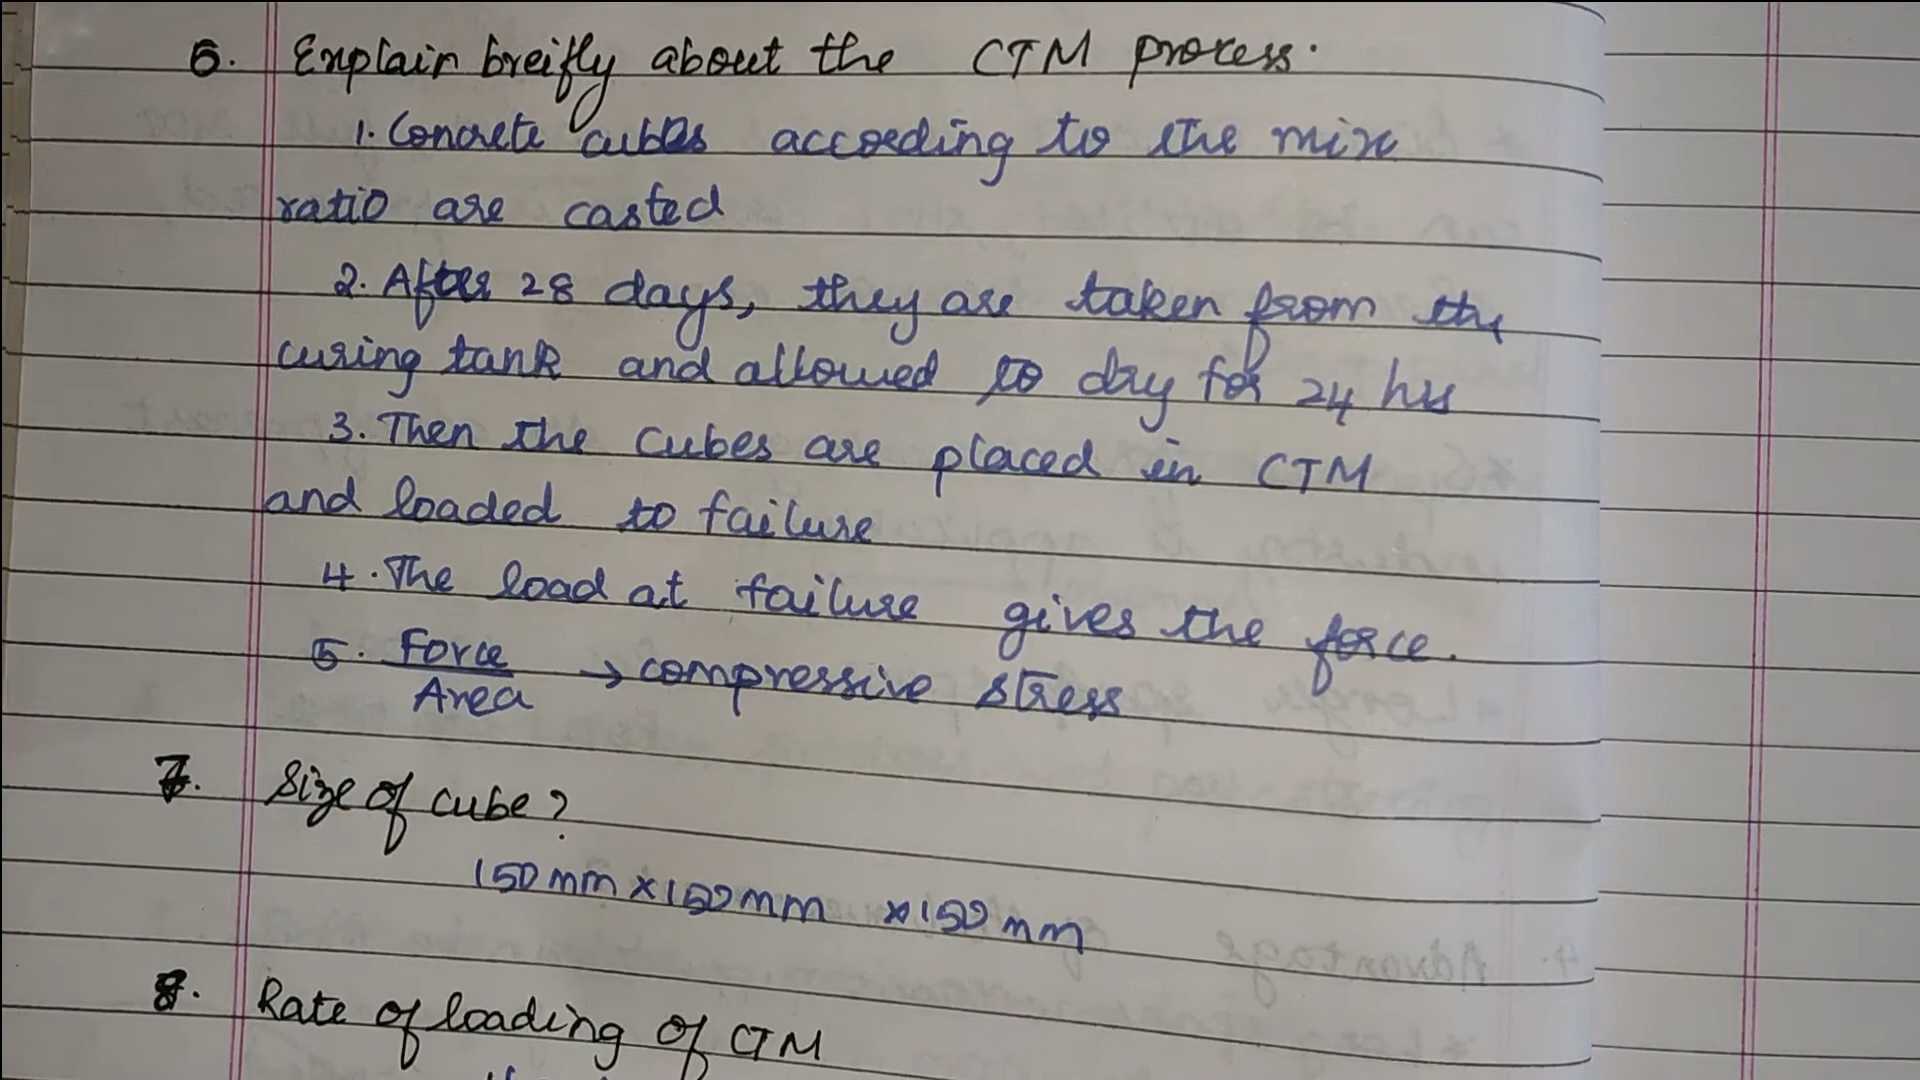 6. Explain breifly about the CTM process.
1. Concrete cubes according to the mix
ratio are casted
2. After 28 days, they are taken from the
curing tank and allowed to dry for 24 hrs
3. Then the cubes are placed in CTM
and loaded to failure
4. The load at failure gives the force.
5. Force
Area → compressive stress
7. Size of cube?
150 mm × 150 mm × 150 mm
8. Rate of loading of CTM